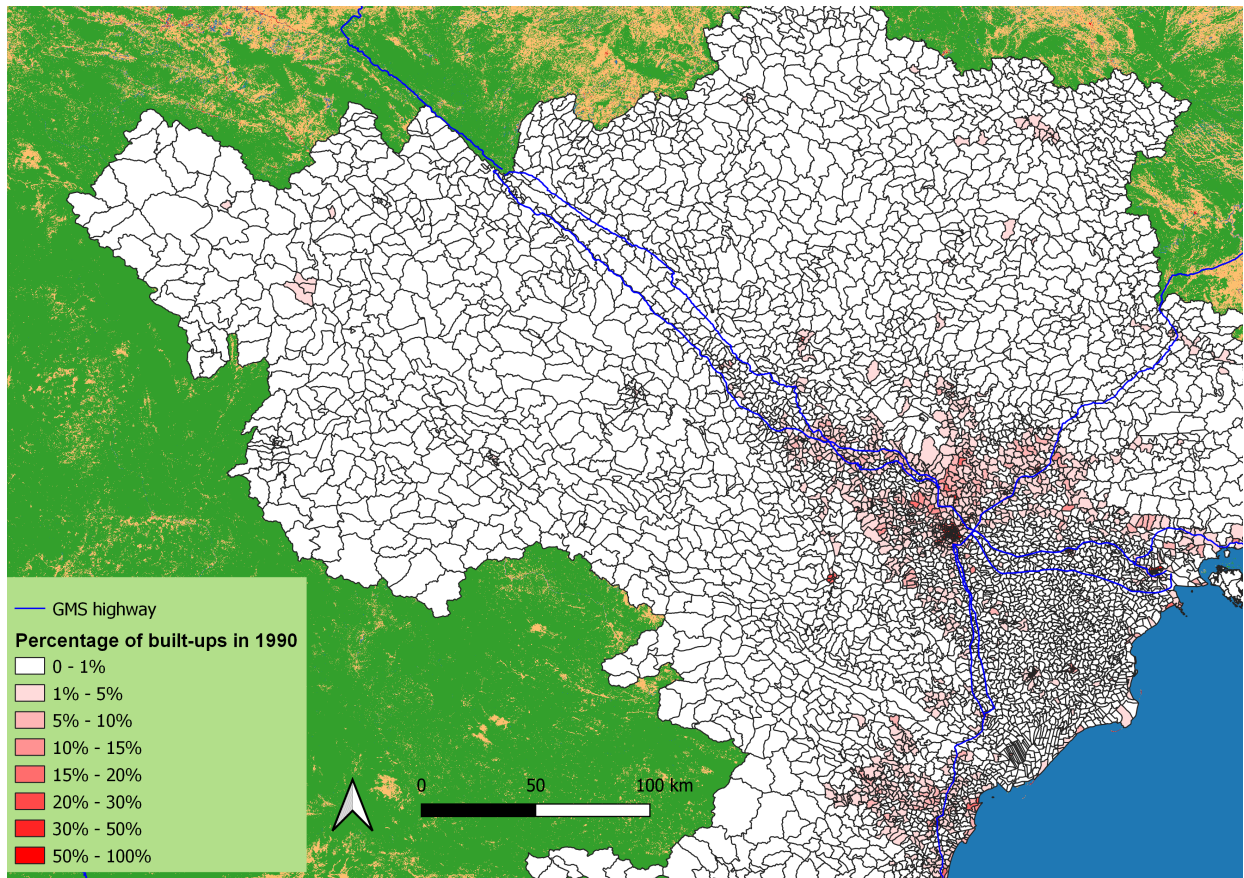 GMS highway
Percentage of built-ups in 1990
0 - 1%
1% - 5%
5% - 10%
10% - 15%
15% - 20%
20% - 30%
30% - 50%
50% - 100%
0 50 100 km